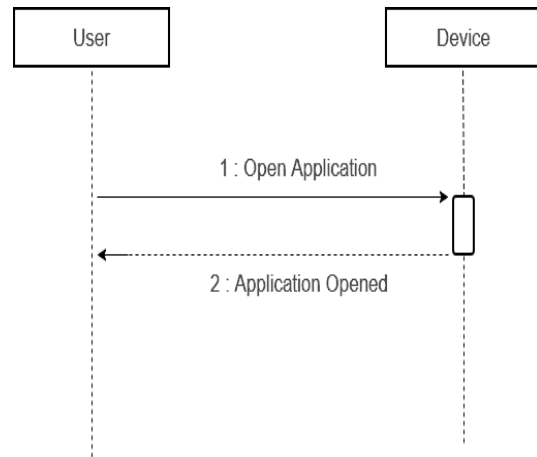 User
Device
1 : Open Application
2 : Application Opened